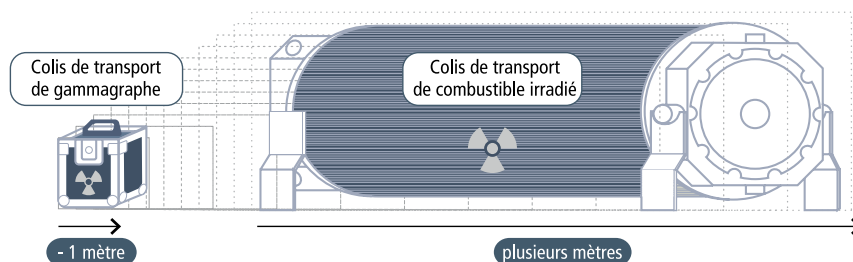 Colis de transport
de gammagraphe
Colis de transport
de combustible irradié
- 1 mètre
plusieurs mètres